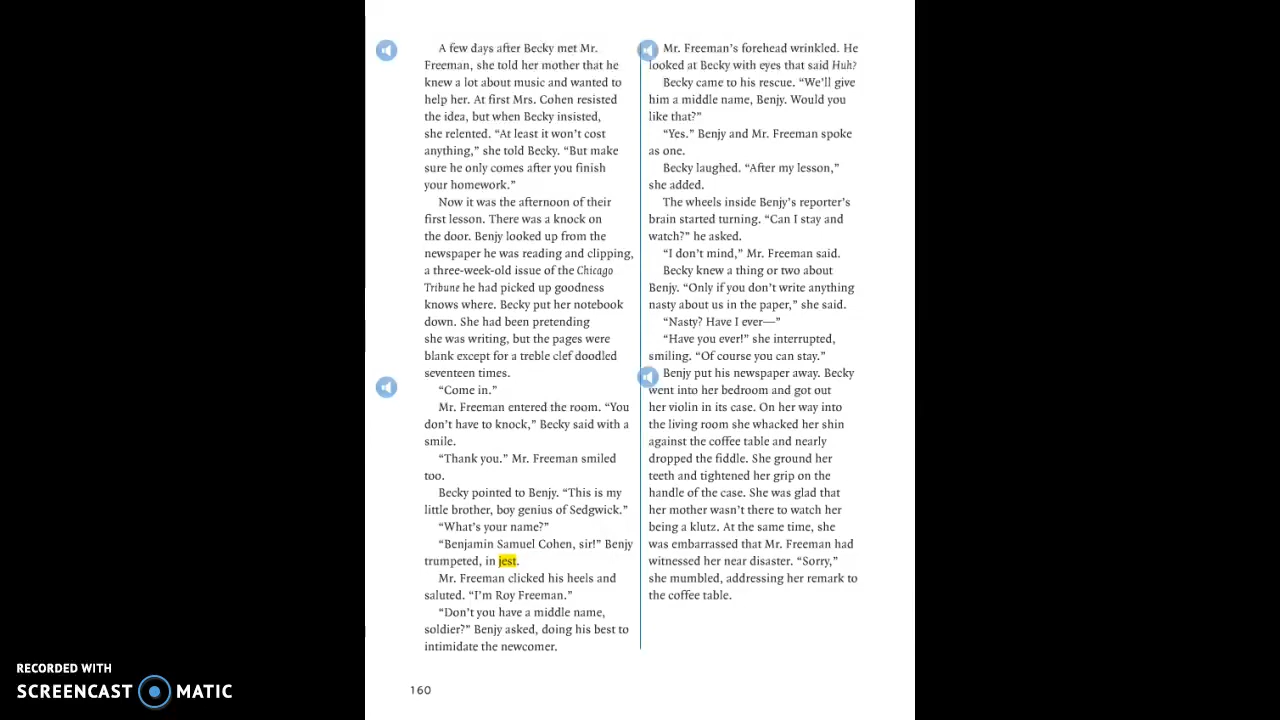 A few days after Becky met Mr.
Freeman, she told her mother that he
knew a lot about music and wanted to
help her. At first Mrs. Cohen resisted
the idea, but when Becky insisted,
she relented. “At least it won’t cost
anything,” she told Becky. “But make
sure he only comes after you finish
your homework.”
Now it was the afternoon of their
first lesson. There was a knock on
the door. Benjy looked up from the
newspaper he was reading and clipping,
a three-week-old issue of the Chicago
Tribune he had picked up goodness
knows where. Becky put her notebook
down. She had been pretending
she was writing, but the pages were
blank except for a treble clef doodled
seventeen times.
“Come in.”
Mr. Freeman entered the room. “You
don’t have to knock,” Becky said with a
smile.
“Thank you.” Mr. Freeman smiled
too.
Becky pointed to Benjy. “This is my
little brother, boy genius of Sedgwick.”
“What’s your name?”
“Benjamin Samuel Cohen, sir!” Benjy
trumpeted, in jest.
Mr. Freeman clicked his heels and
saluted. “I’m Roy Freeman.”
“Don’t you have a middle name,
soldier?” Benjy asked, doing his best to
intimidate the newcomer.
Mr. Freeman’s forehead wrinkled. He
looked at Becky with eyes that said Huh?
Becky came to his rescue. “We’ll give
him a middle name, Benjy. Would you
like that?”
“Yes.” Benjy and Mr. Freeman spoke
as one.
Becky laughed. “After my lesson,”
she added.
The wheels inside Benjy’s reporter’s
brain started turning. “Can I stay and
watch?” he asked.
“I don’t mind,” Mr. Freeman said.
Becky knew a thing or two about
Benjy. “Only if you don’t write anything
nasty about us in the paper,” she said.
“Nasty? Have I ever—”
“Have you ever!” she interrupted,
smiling. “Of course you can stay.”
Benjy put his newspaper away. Becky
went into her bedroom and got out
her violin in its case. On her way into
the living room she whacked her shin
against the coffee table and nearly
dropped the fiddle. She ground her
teeth and tightened her grip on the
handle of the case. She was glad that
her mother wasn’t there to watch her
being a klutz. At the same time, she
was embarrassed that Mr. Freeman had
witnessed her near disaster. “Sorry,”
she mumbled, addressing her remark to
the coffee table.
160
RECORDED WITH
SCREENCAST MATIC